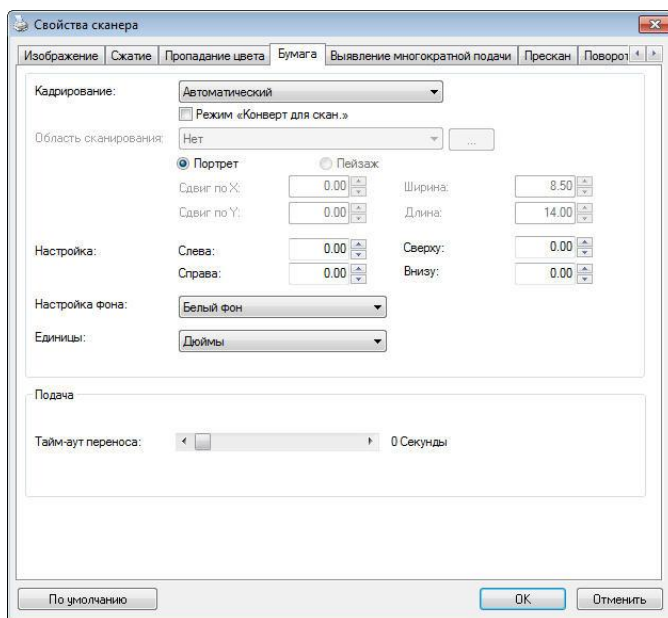 Свойства сканера
Изображение Сжатие Пропадание цвета Бумага Выявление многократной подачи Прескан Поворот
Кадрирование: Автоматический
Режим «Конверт для скан.»
Область сканирования: Нет ...
Портрет Пейзаж
Сдвиг по X: 0.00 Ширина: 8.50
Сдвиг по Y: 0.00 Длина: 14.00
Настройка: Слева: 0.00 Сверху: 0.00
Справа: 0.00 Внизу: 0.00
Настройка фона: Белый фон
Единицы: Дюймы
Подача
Тайм-аут переноса: 0 Секунды
По умолчанию OK Отменить